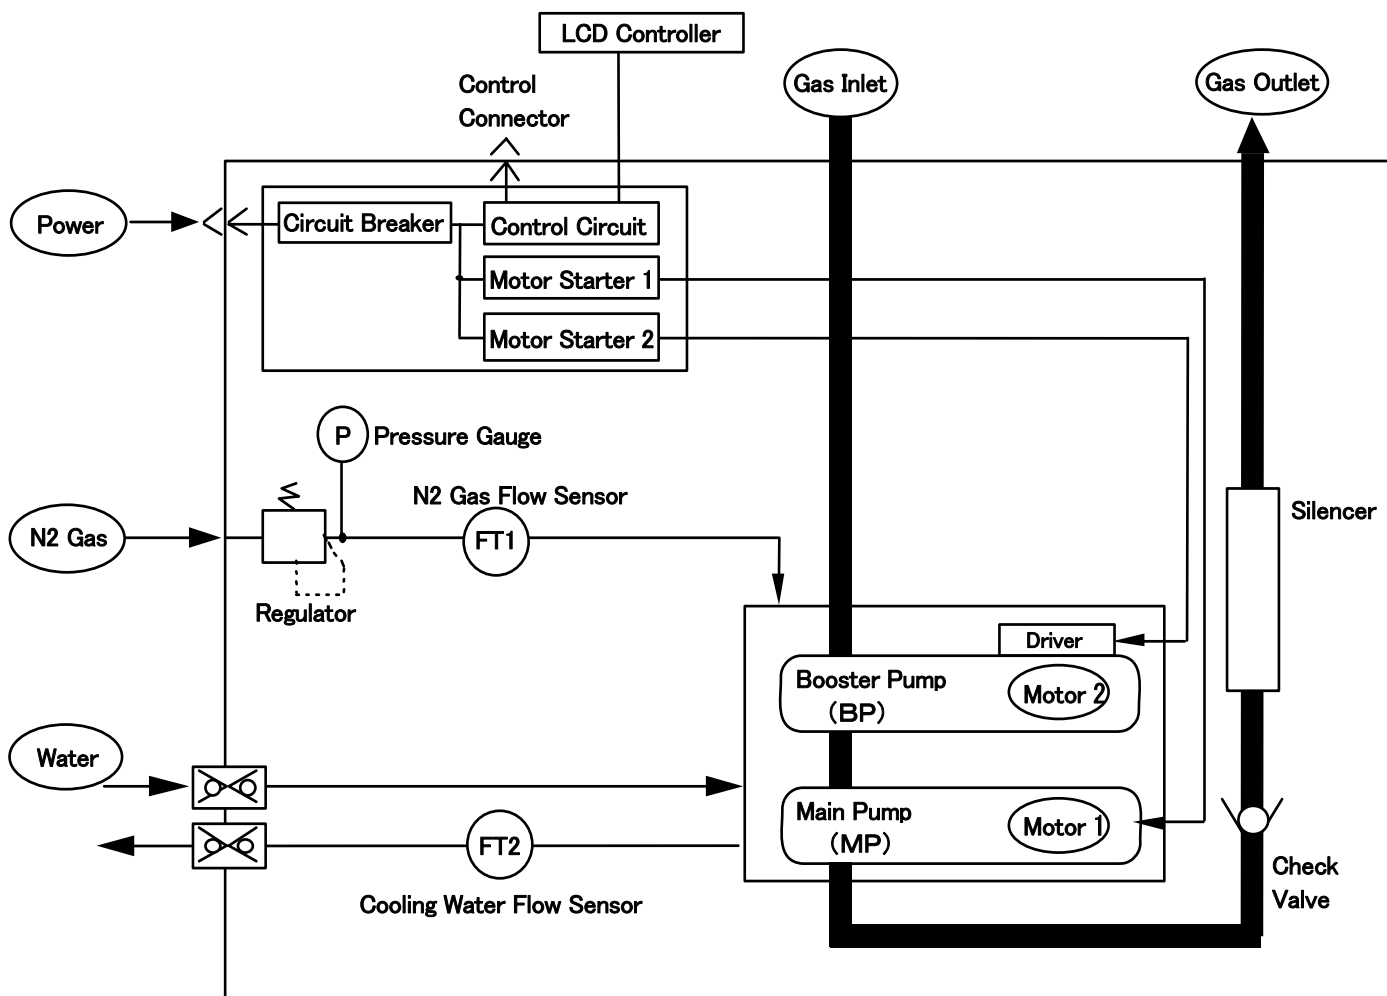 LCD Controller
Control
Connector
Gas Inlet
Gas Outlet
Power
Circuit Breaker
Control Circuit
Motor Starter 1
Motor Starter 2
P
Pressure Gauge
N2 Gas Flow Sensor
N2 Gas
FT1
Silencer
Regulator
Driver
Booster Pump
(BP)
Motor 2
Water
Main Pump
(MP)
Motor 1
FT2
Check
Valve
Cooling Water Flow Sensor